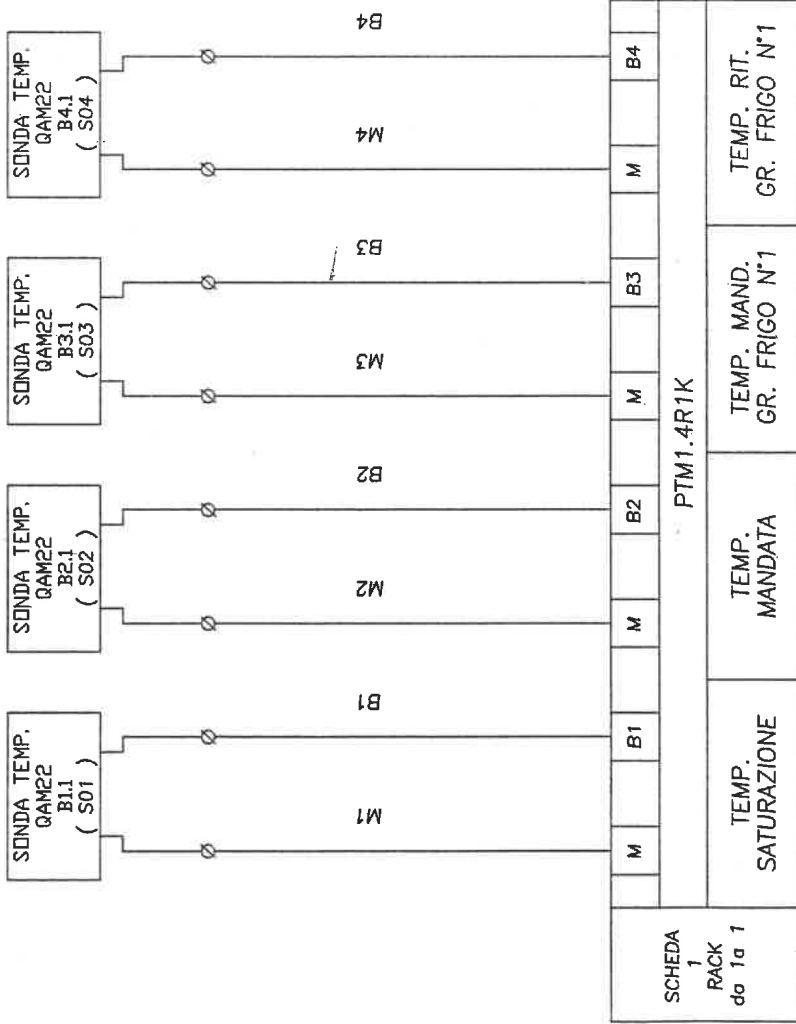 SONDA TEMP.
QAM22
B1.1
( S01 )
SONDA TEMP.
QAM22
B2.1
( S02 )
SONDA TEMP.
QAM22
B3.1
( S03 )
SONDA TEMP.
QAM22
B4.1
( S04 )
M1
B1
M2
B2
M3
B3
M4
B4
M
B1
M
B2
M
B3
M
B4
SCHEDA
1
RACK
da 1a 1
PTM1.4R1K
TEMP.
SATURAZIONE
TEMP.
MANDATA
TEMP. MAND.
GR. FRIGO N°1
TEMP. RIT.
GR. FRIGO N°1